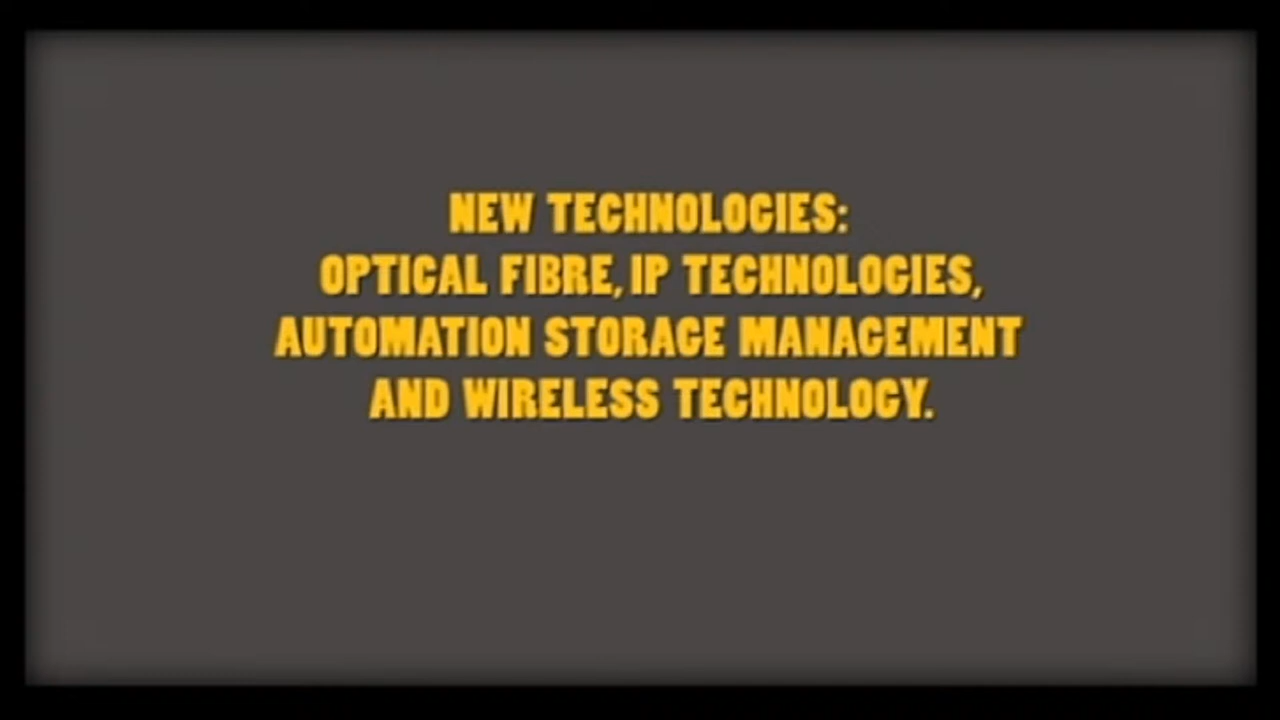 NEW TECHNOLOGIES:
OPTICAL FIBRE, IP TECHNOLOGIES,
AUTOMATION STORAGE MANAGEMENT
AND WIRELESS TECHNOLOGY.